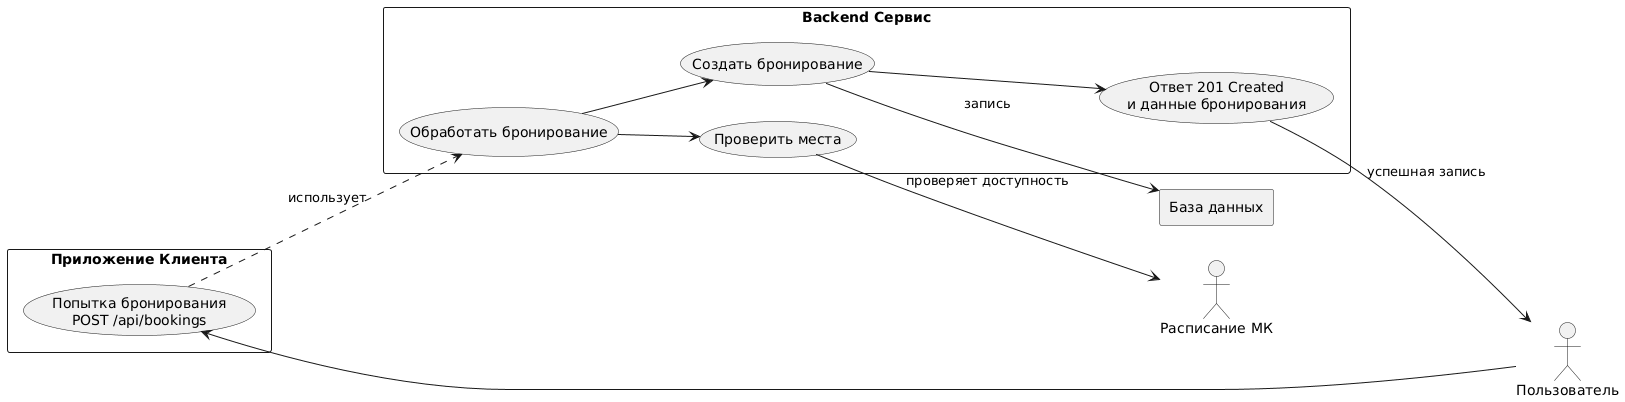 Backend Сервис
Создать бронирование
Ответ 201 Created
и данные бронирования
запись
Обработать бронирование
Проверить места
успешная запись
проверяет доступность
использует
База данных
Приложение Клиента
Попытка бронирования
POST /api/bookings
Расписание МК
Пользователь